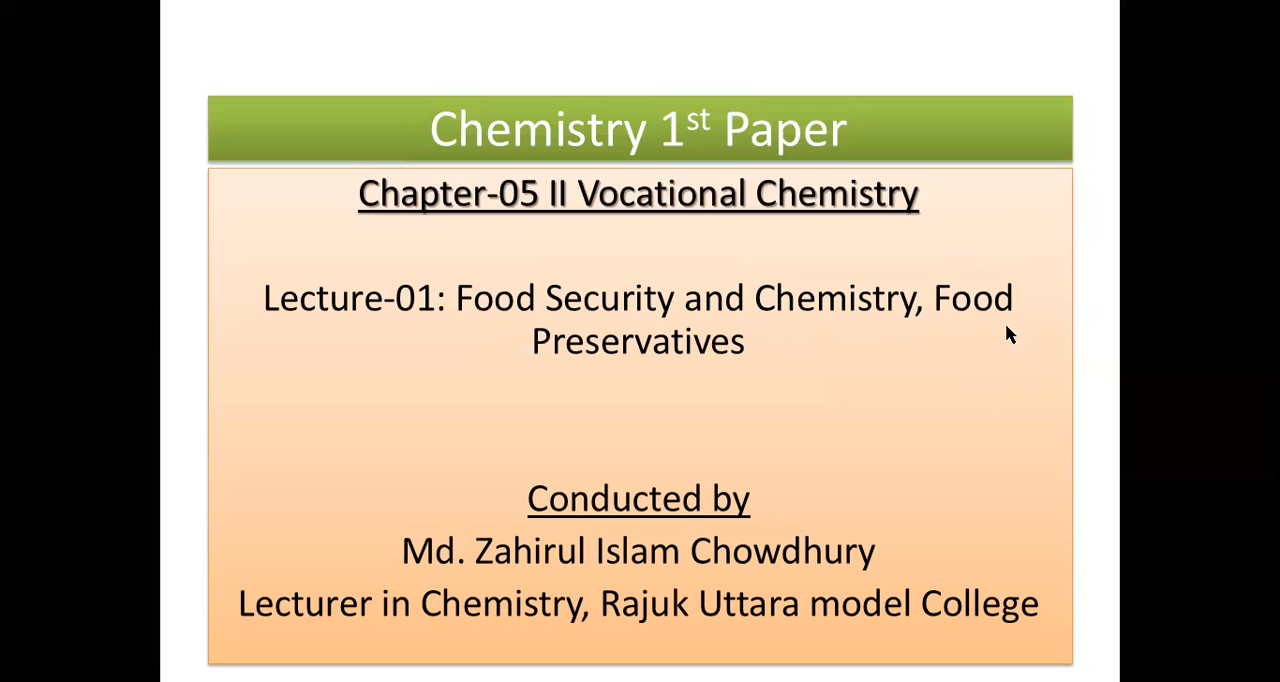 Chemistry 1st Paper
Chapter-05 II Vocational Chemistry
Lecture-01: Food Security and Chemistry, Food
Preservatives
Conducted by
Md. Zahirul Islam Chowdhury
Lecturer in Chemistry, Rajuk Uttara model College